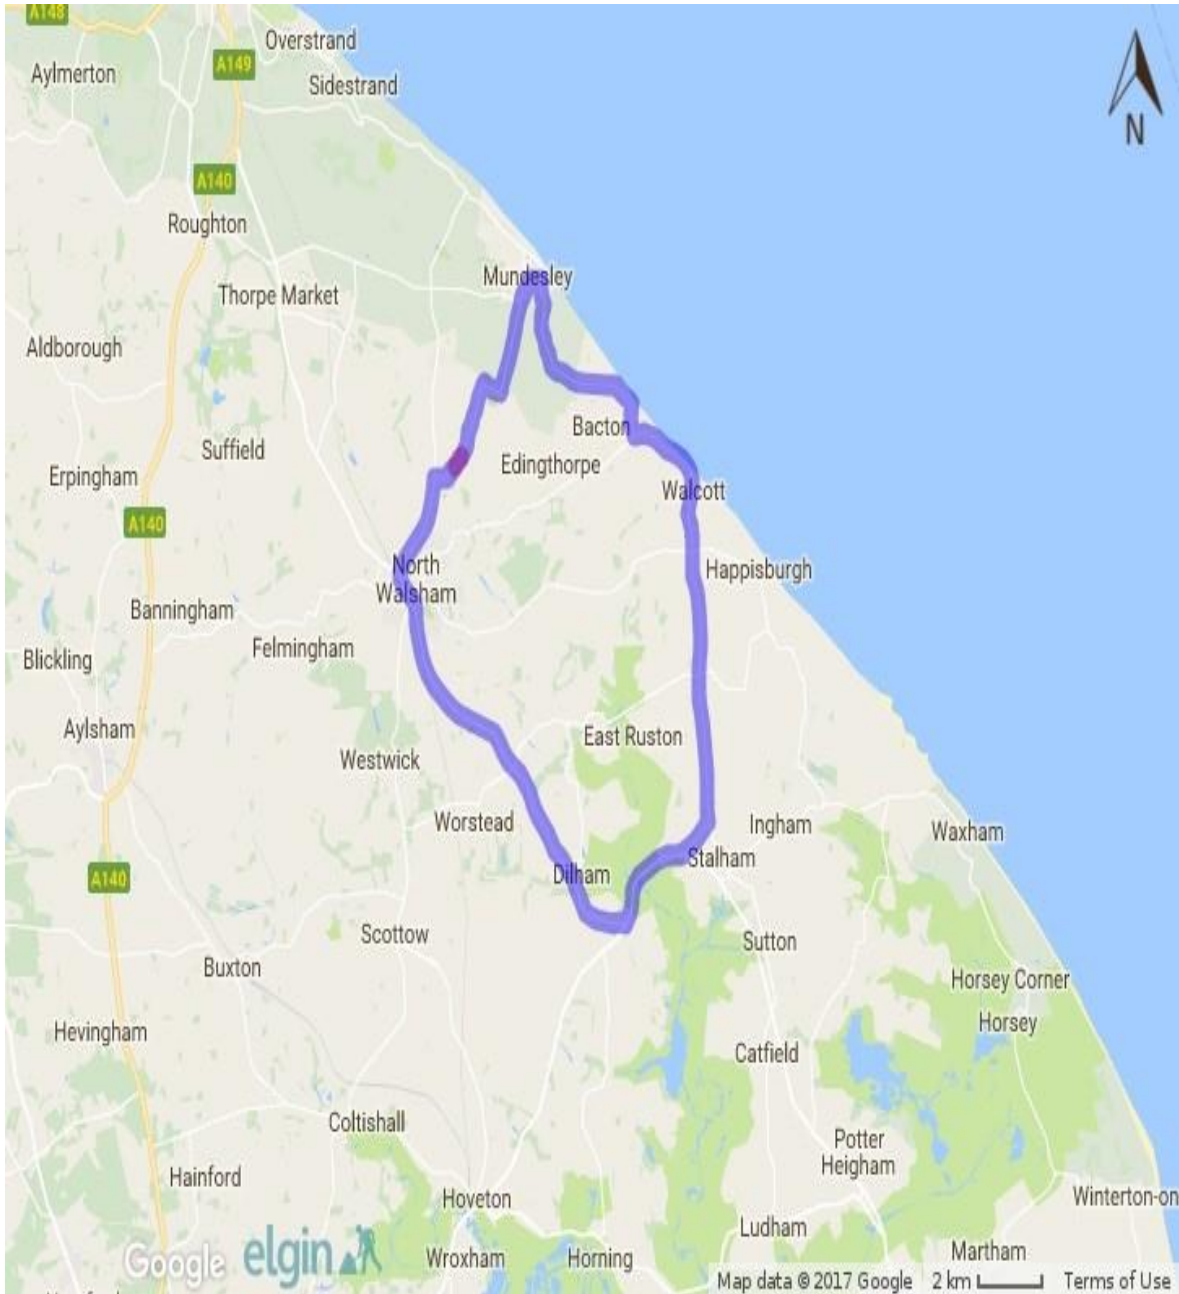 A148
Overstrand
A149
Aylmerton
Sidestrand
N
A140
Roughton
Mundesley
Thorpe Market
Aldborough
Bacton
Suffield
Edingthorpe
Erpingham
Walcott
A140
North
Walsham
Happisburgh
Banningham
Felmingham
Blickling
Aylsham
East Ruston
Westwick
Worstead
Ingham
Waxham
Stalham
Dilham
A140
Scottow
Sutton
Buxton
Horsey Corner
Horsey
Hevingham
Catfield
Coltishall
Potter
Heigham
Hainford
Hoveton
Winterton-on
Ludham
Google elgin
Wroxham
Horning
Martham
Map data © 2017 Google 2 km Terms of Use